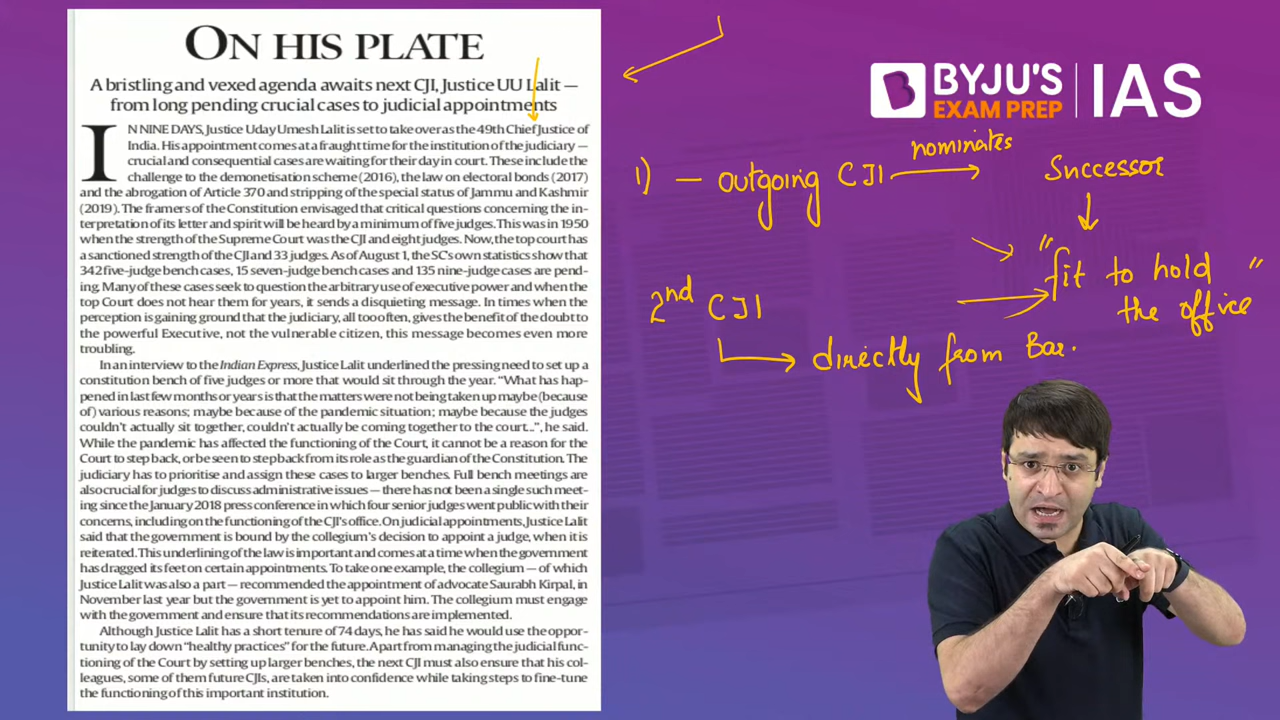 ON HIS PLATE
A bristling and vexed agenda awaits next CJI, Justice UU Lalit —
from long pending crucial cases to judicial appointments
IN NINE DAYS, Justice Uday Umesh Lalit is set to take over as the 49th Chief Justice of
India. His appointment comes at a fraught time for the institution of the judiciary —
crucial and consequential cases are waiting for their day in court. These include the
challenge to the demonetisation scheme (2016), the law on electoral bonds (2017)
and the abrogation of Article 370 and stripping of the special status of Jammu and Kashmir
(2019). The framers of the Constitution envisaged that critical questions concerning the in-
terpretation of its letter and spirit will be heard by a minimum of five judges. This was in 1950
when the strength of the Supreme Court was the CJI and eight judges. Now, the top court has
a sanctioned strength of the CJI and 33 judges. As of August 1, the SC's own statistics show that
342 five-judge bench cases, 15 seven-judge bench cases and 135 nine-judge cases are pend-
ing. Many of these cases seek to question the arbitrary use of executive power and when the
top Court does not hear them for years, it sends a disquieting message. In times when the
perception is gaining ground that the judiciary, all too often, gives the benefit of the doubt to
the powerful Executive, not the vulnerable citizen, this message becomes even more
troubling.
In an interview to the Indian Express, Justice Lalit underlined the pressing need to set up a
constitution bench of five judges or more that would sit through the year. "What has hap-
pened in last few months or years is that the matters were not being taken up maybe (because
of) various reasons; maybe because of the pandemic situation; maybe because the judges
couldn't actually sit together, couldn't actually be coming together to the court...", he said.
While the pandemic has affected the functioning of the Court, it cannot be a reason for the
Court to step back, or be seen to step back from its role as the guardian of the Constitution. The
judiciary has to prioritise and assign these cases to larger benches. Full bench meetings are
also crucial for judges to discuss administrative issues — there has not been a single such meet-
ing since the January 2018 press conference in which four senior judges went public with their
concerns, including on the functioning of the CJI's office. On judicial appointments, Justice Lalit
said that the government is bound by the collegium's decision to appoint a judge, when it is
reiterated. This underlining of the law is important and comes at a time when the government
has dragged its feet on certain appointments. To take one example, the collegium — of which
Justice Lalit was also a part — recommended the appointment of advocate Saurabh Kirpal, in
November last year but the government is yet to appoint him. The collegium must engage
with the government and ensure that its recommendations are implemented.
Although Justice Lalit has a short tenure of 74 days, he has said he would use the oppor-
tunity to lay down "healthy practices" for the future. Apart from managing the judicial func-
tioning of the Court by setting up larger benches, the next CJI must also ensure that his col-
leagues, some of them future CJIs, are taken into confidence while taking steps to fine-tune
the functioning of this important institution.
BYJU'S
EXAM PREP
IAS
1) – outgoing CJI nominates Successor
"fit to hold
the office"
2nd CJI
directly from Bar.